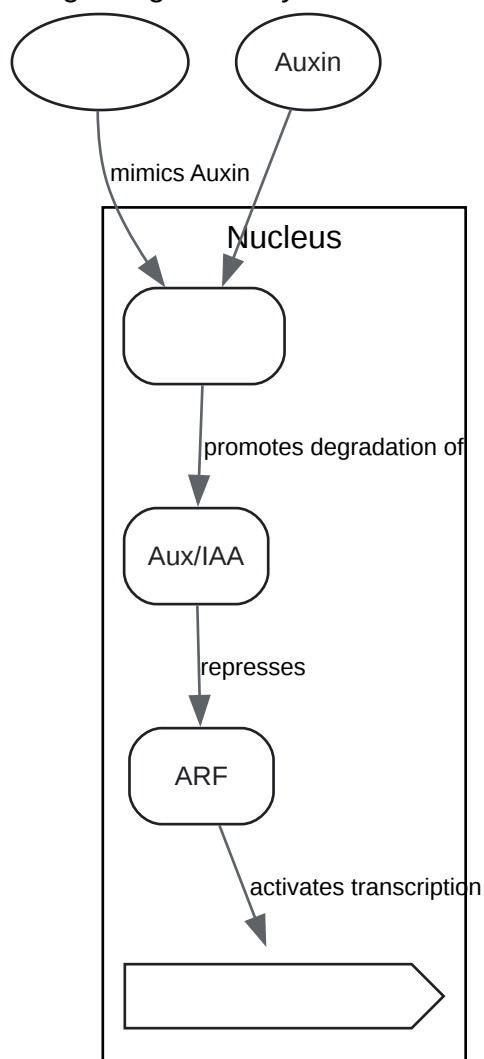 Auxin
mimics Auxin
Nucleus
promotes degradation of
Aux/IAA
represses
ARF
activates transcription